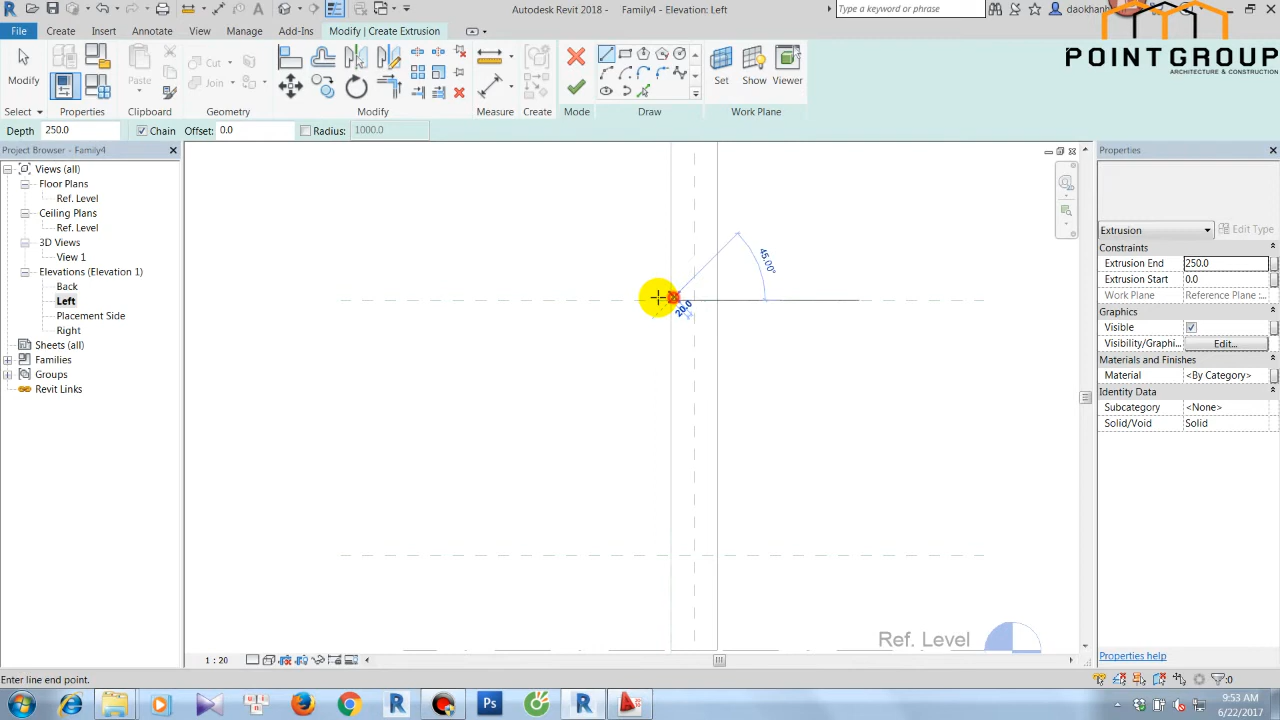 Autodesk Revit 2018 - Family4 - Elevation: Left
Type a keyword or phrase
daokhan
POINTGROUP
ARCHITECTURE & CONSTRUCTION
File Create Insert Annotate View Manage Add-Ins Modify | Create Extrusion
Modify
Paste
Cut
Join
Set Show Viewer
Select Properties Clipboard Geometry Modify Measure Create Mode Draw Work Plane
Depth 250.0 Chain Offset: 0.0 Radius: 1000.0
Project Browser - Family4
Views (all)
Floor Plans
Ref. Level
Ceiling Plans
Ref. Level
3D Views
View 1
Elevations (Elevation 1)
Back
Left
Placement Side
Right
Sheets (all)
Families
Groups
Revit Links
45.00°
20.0
Ref. Level
Properties
Extrusion Edit Type
Constraints
Extrusion End 250.0
Extrusion Start 0.0
Work Plane Reference Plane : ...
Graphics
Visible
Visibility/Graphi... Edit...
Materials and Finishes
Material <By Category>
Identity Data
Subcategory <None>
Solid/Void Solid
Properties help
1 : 20
Enter line end point.
:0
Ps
9:53 AM
6/22/2017